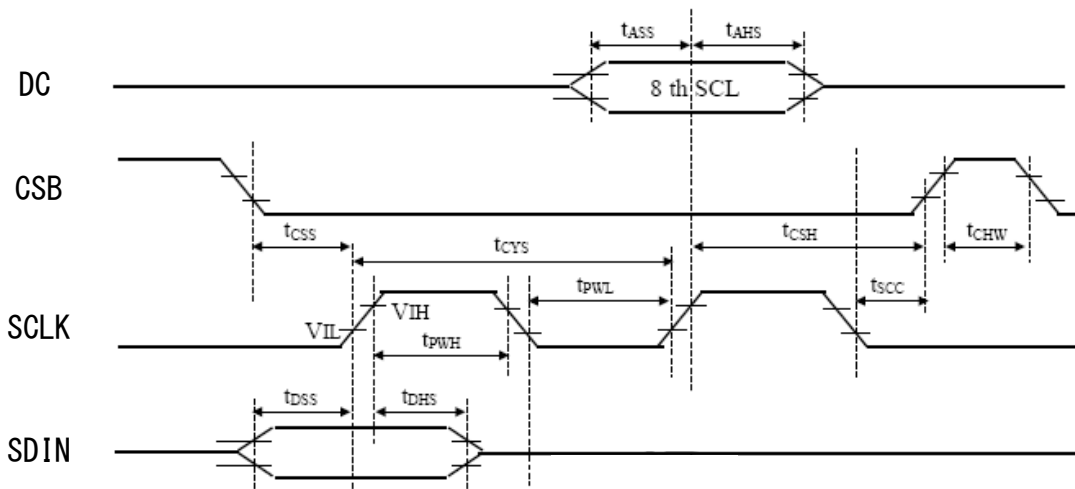 tASS tAHS
DC 8 th SCL
CSB
tCSS tCYS tCSH tCHW
tPWL tSCC
SCLK VIL VIH
tPWH
tDSS tDHS
SDIN